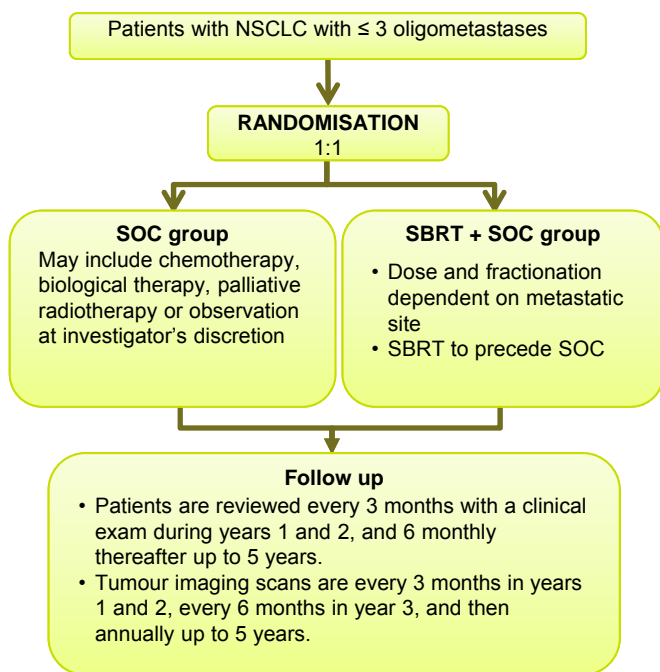 Patients with NSCLC with ≤ 3 oligometastases
RANDOMISATION
1:1
SOC group
May include chemotherapy,
biological therapy, palliative
radiotherapy or observation
at investigator’s discretion
SBRT + SOC group
• Dose and fractionation
dependent on metastatic
site
• SBRT to precede SOC
Follow up
• Patients are reviewed every 3 months with a clinical
exam during years 1 and 2, and 6 monthly
thereafter up to 5 years.
• Tumour imaging scans are every 3 months in years
1 and 2, every 6 months in year 3, and then
annually up to 5 years.